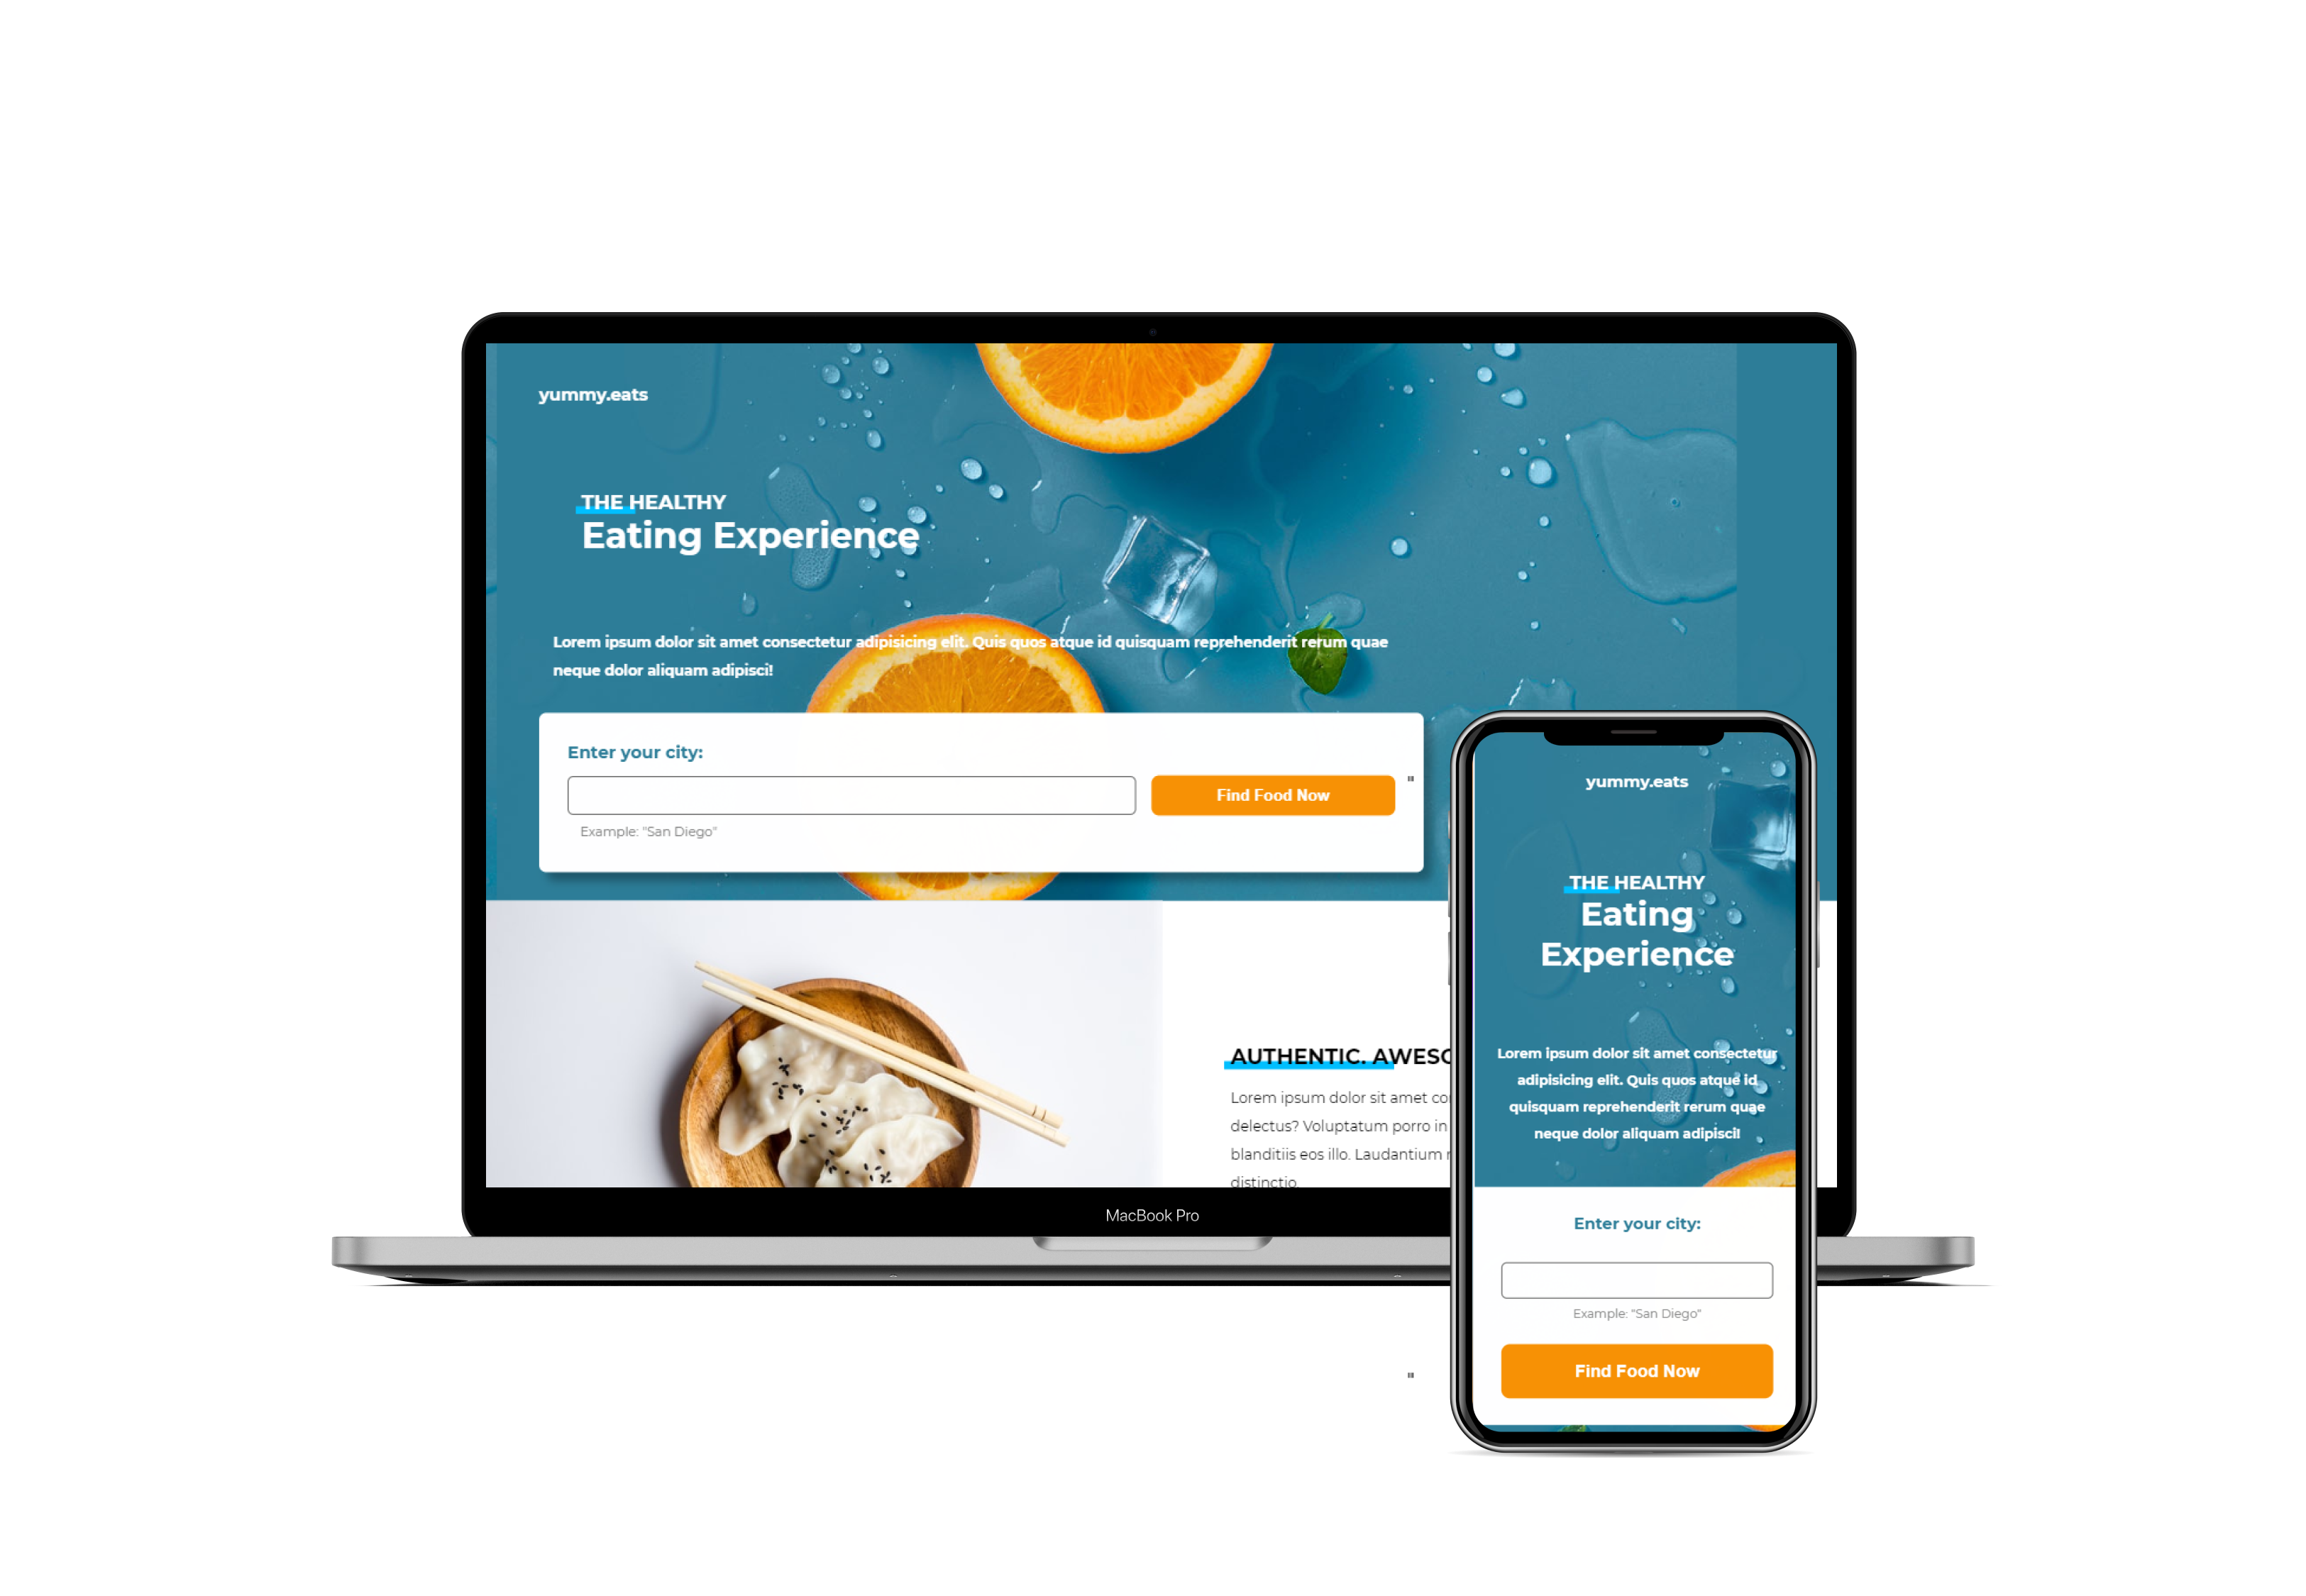 yummy.eats
THE HEALTHY
Eating Experience
Lorem ipsum dolor sit amet consectetur adipisicing elit. Quis quos atque id quisquam reprehenderit rerum quae
neque dolor aliquam adipisci!
Enter your city:
Find Food Now
Example: "San Diego"
AUTHENTIC. AWESO
Lorem ipsum dolor sit amet co
delectus? Voluptatum porro in
blanditiis eos illo. Laudantium
distinctio.
MacBook Pro
yummy.eats
THE HEALTHY
Eating
Experience
Lorem ipsum dolor sit amet consectetur
adipisicing elit. Quis quos atque id
quisquam reprehenderit rerum quae
neque dolor aliquam adipisci!
Enter your city:
Example: "San Diego"
Find Food Now